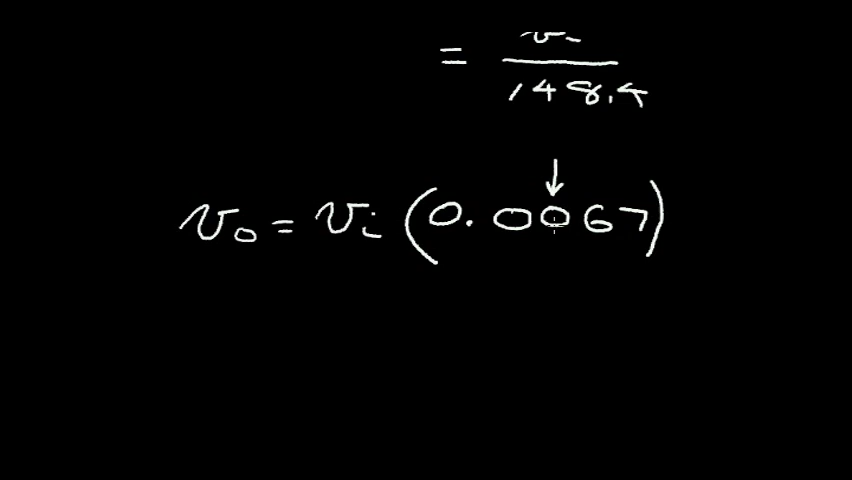 =
148.4
v₀ = vᵢ (0.0067)